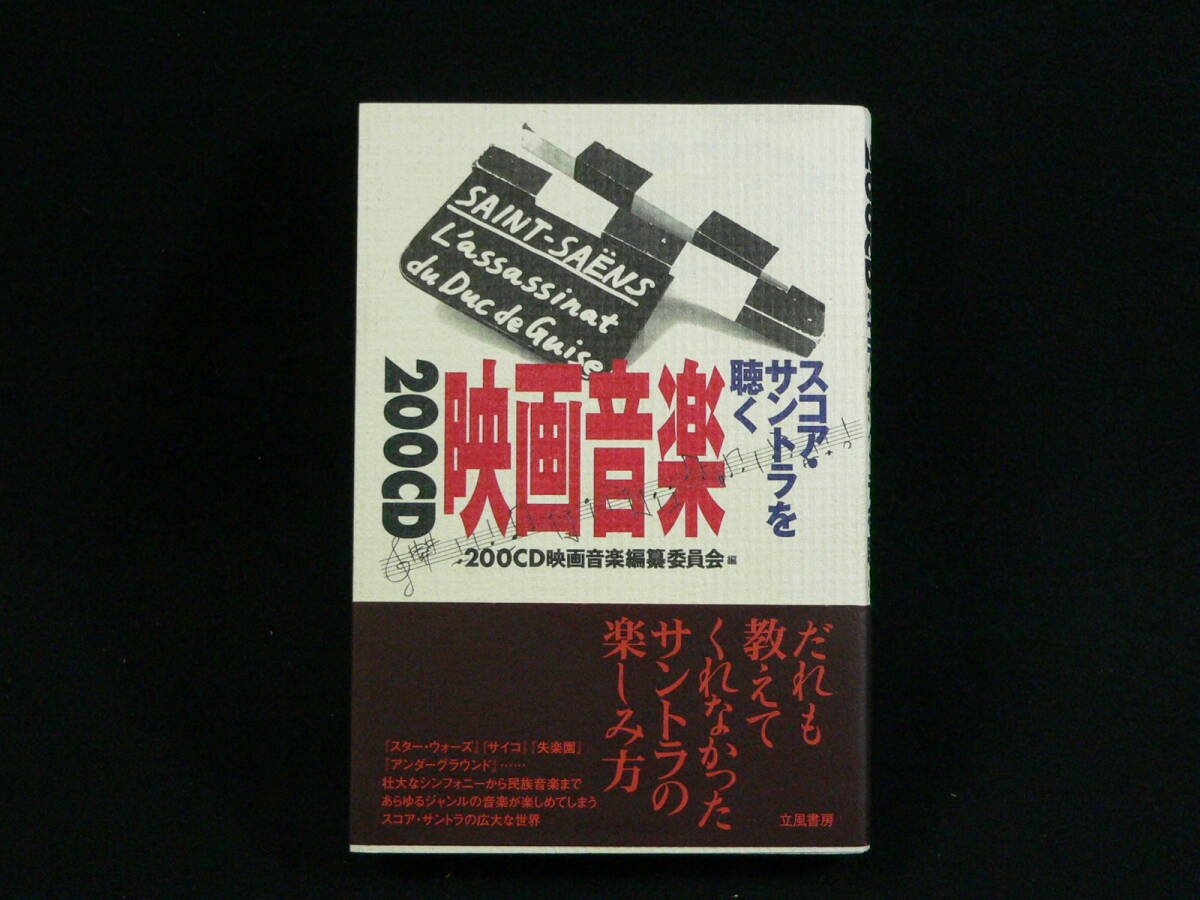 SAINT-SAËNS
L'assassinat
du Duc de Guise
スコア・
サントラを
聴く
映画音楽
200CD
200CD映画音楽編纂委員会 編
だれも
教えて
くれなかった
サントラの
楽しみ方
『スター・ウォーズ』『サイコ』『失楽園』
『アンダーグラウンド』……
壮大なシンフォニーから民族音楽まで
あらゆるジャンルの音楽が楽しめてしまう
スコア・サントラの広大な世界
立風書房